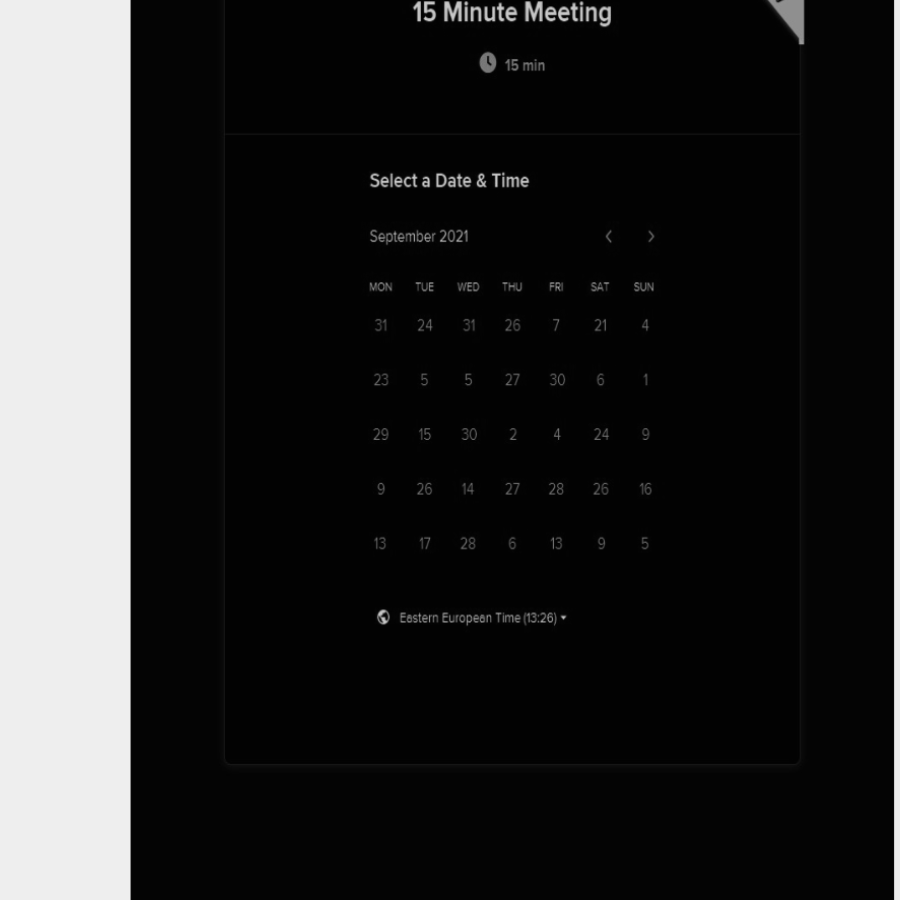 15 Minute Meeting
15 min
Select a Date & Time
September 2021
MON TUE WED THU FRI SAT SUN
31 24 31 26 7 21 4
23 5 5 27 30 6 1
29 15 30 2 4 24 9
9 26 14 27 28 26 16
13 17 28 6 13 9 5
Eastern European Time (13:26)